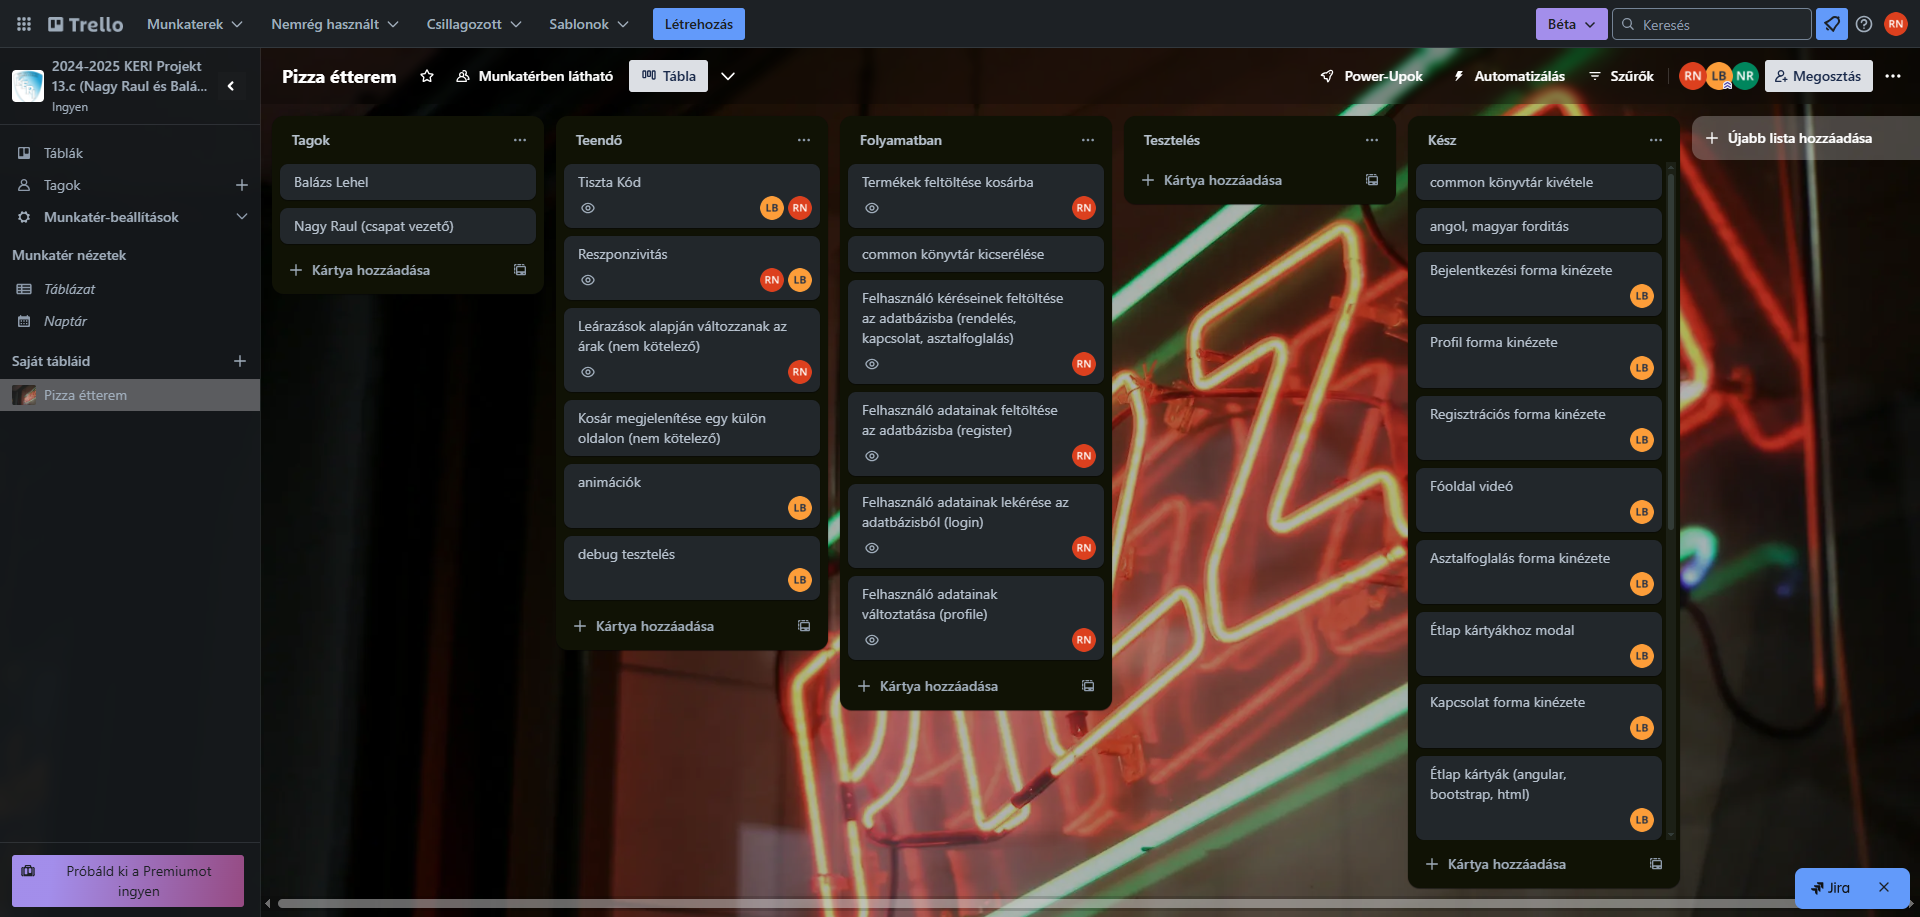 Trello
Munkaterek
Nemrég használt
Csillagozott
Sablonok
Létrehozás
Béta
Keresés
RN
2024-2025 KERI Projekt
13.c (Nagy Raul és Balá...
Ingyen
Táblák
Tagok
Munkatér-beállítások
Munkatér nézetek
Táblázat
Naptár
Saját tábláid
Pizza étterem
Próbáld ki a Premiumot
ingyen
Pizza étterem
Munkatérben látható
Tábla
Power-Upok
Automatizálás
Szűrők
RN
LB
NR
Megosztás
Tagok
Balázs Lehel
Nagy Raul (csapat vezető)
Kártya hozzáadása
Teendő
Tiszta Kód
LB
RN
Reszponzivitás
RN
LB
Leárazások alapján változzanak az
árak (nem kötelező)
RN
Kosár megjelenítése egy külön
oldalon (nem kötelező)
animációk
LB
debug tesztelés
LB
Kártya hozzáadása
Folyamatban
Termékek feltöltése kosárba
RN
common könyvtár kicserélése
Felhasználó kéréseinek feltöltése
az adatbázisba (rendelés,
kapcsolat, asztalfoglalás)
RN
Felhasználó adatainak feltöltése
az adatbázisba (register)
RN
Felhasználó adatainak lekérése az
adatbázisból (login)
RN
Felhasználó adatainak
változtatása (profile)
RN
Kártya hozzáadása
Tesztelés
Kártya hozzáadása
Kész
common könyvtár kivétele
angol, magyar forditás
Bejelentkezési forma kinézete
LB
Profil forma kinézete
LB
Regisztrációs forma kinézete
LB
Fóoldal videó
LB
Asztalfoglalás forma kinézete
LB
Étlap kártyákhoz modal
LB
Kapcsolat forma kinézete
LB
Étlap kártyák (angular,
bootstrap, html)
LB
Kártya hozzáadása
Újabb lista hozzáadása
Jira